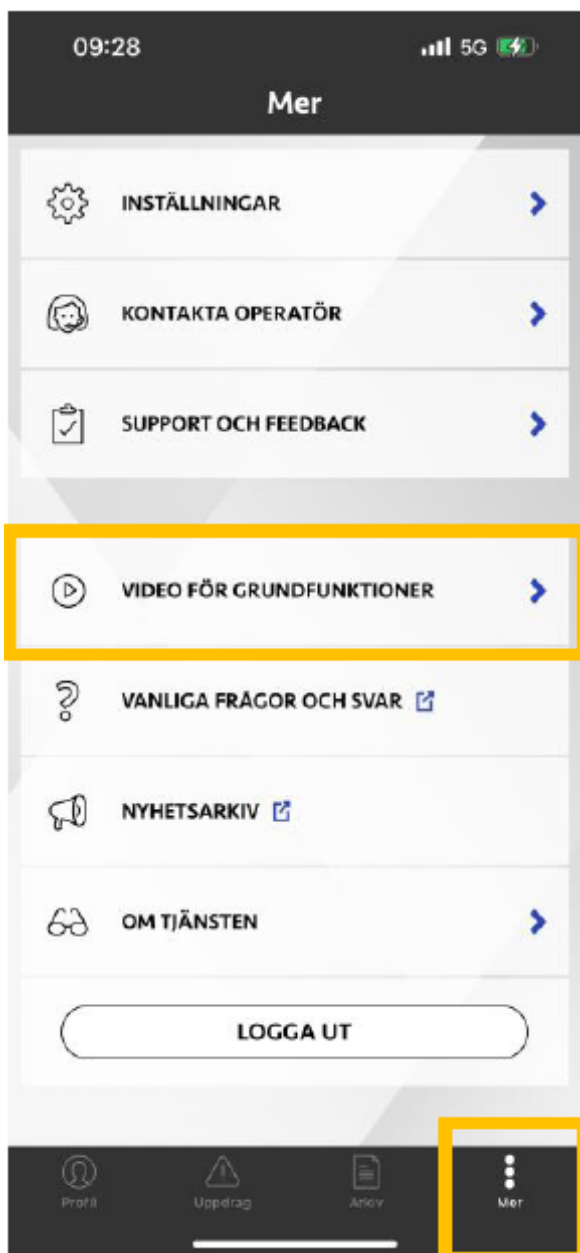 09:28 5G
Mer
INSTÄLLNINGAR
KONTAKTA OPERATÖR
SUPPORT OCH FEEDBACK
VIDEO FÖR GRUNDFUNKTIONER
VANLIGA FRÅGOR OCH SVAR
NYHETSARKIV
OM TJÄNSTEN
LOGGA UT
Profil Uppdrag Arkiv Mer